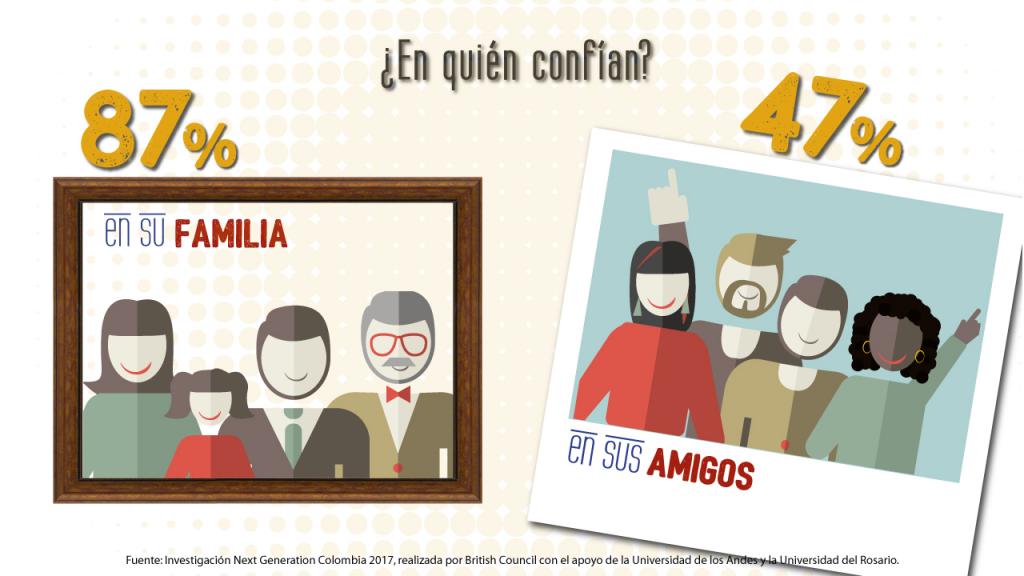 ¿En quién confían?
87%
en su FAMILIA
47%
en sus AMIGOS
Fuente: Investigación Next Generation Colombia 2017, realizada por British Council con el apoyo de la Universidad de los Andes y la Universidad del Rosario.